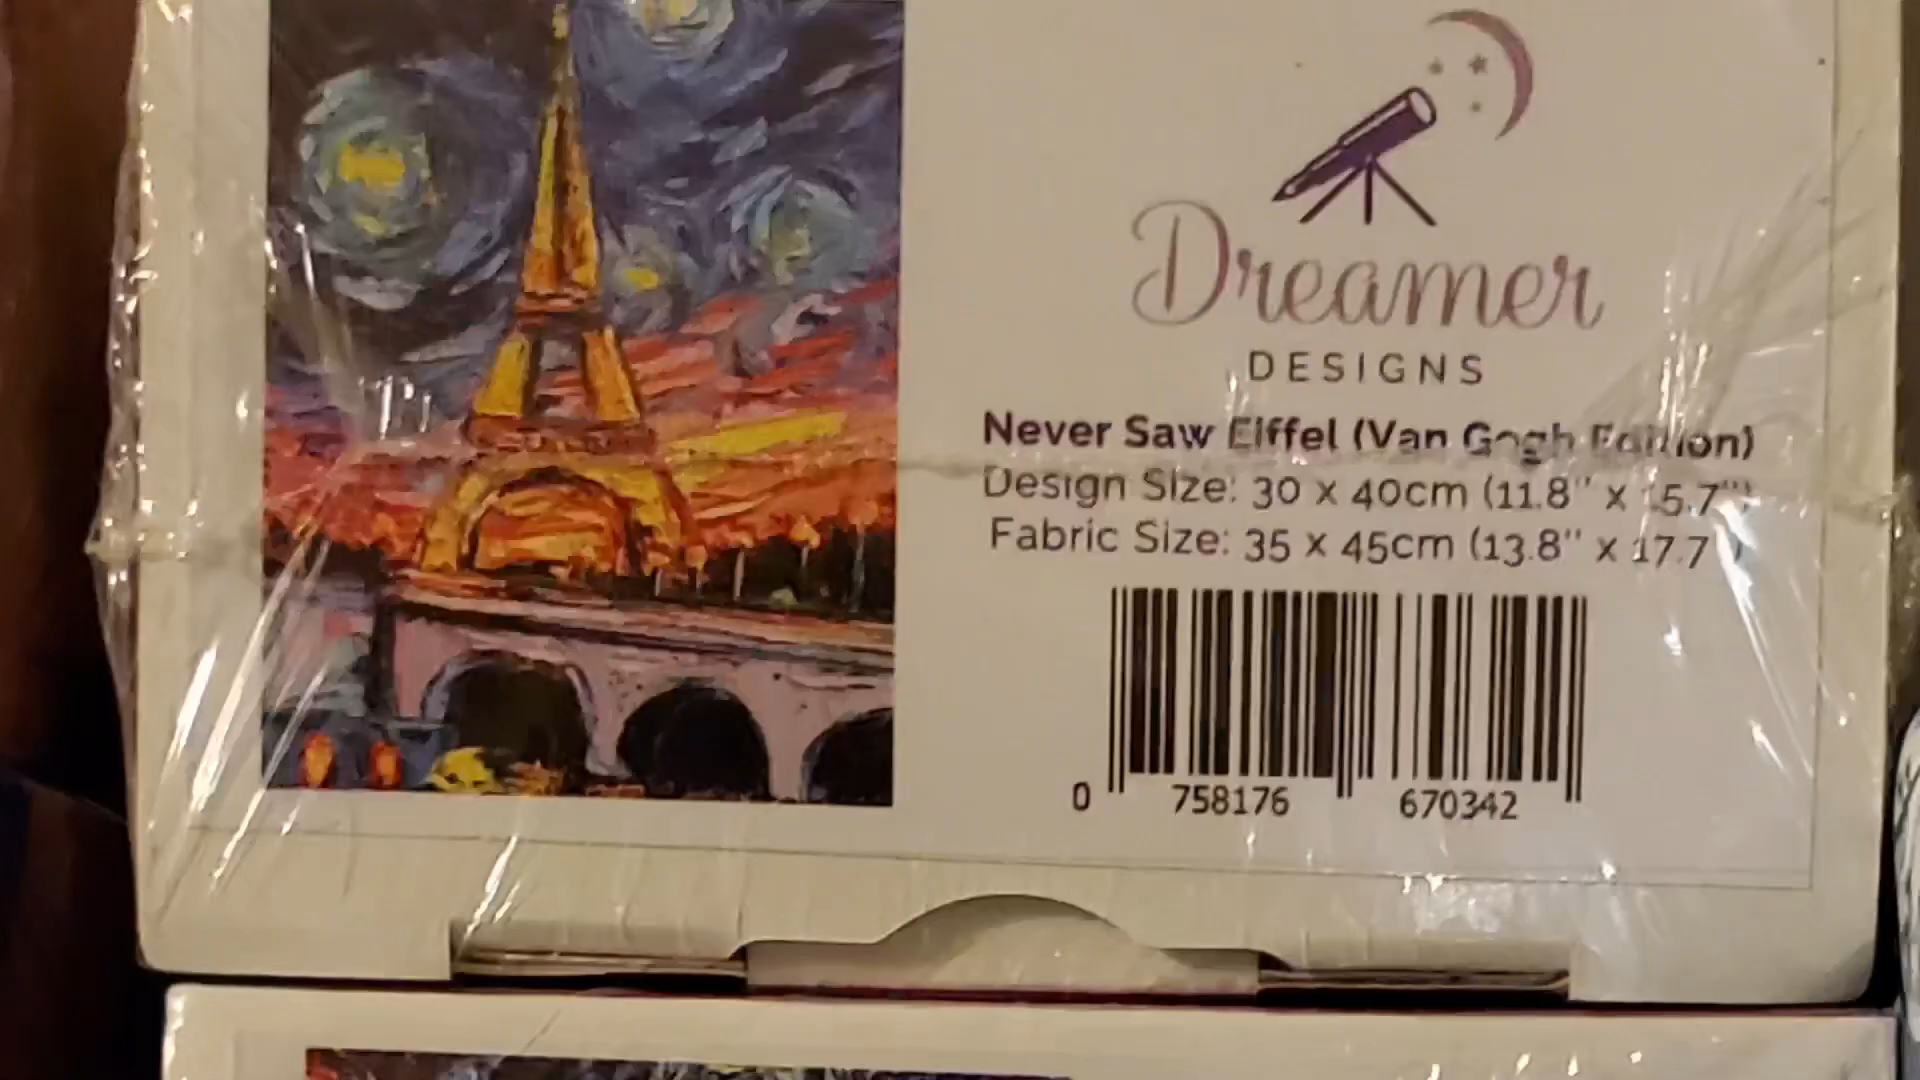 Dreamer
DESIGNS
Never Saw Eiffel (Van Gogh Edition)
Design Size: 30 x 40cm (11.8" x 15.7")
Fabric Size: 35 x 45cm (13.8" x 17.7")
0 758176 670342